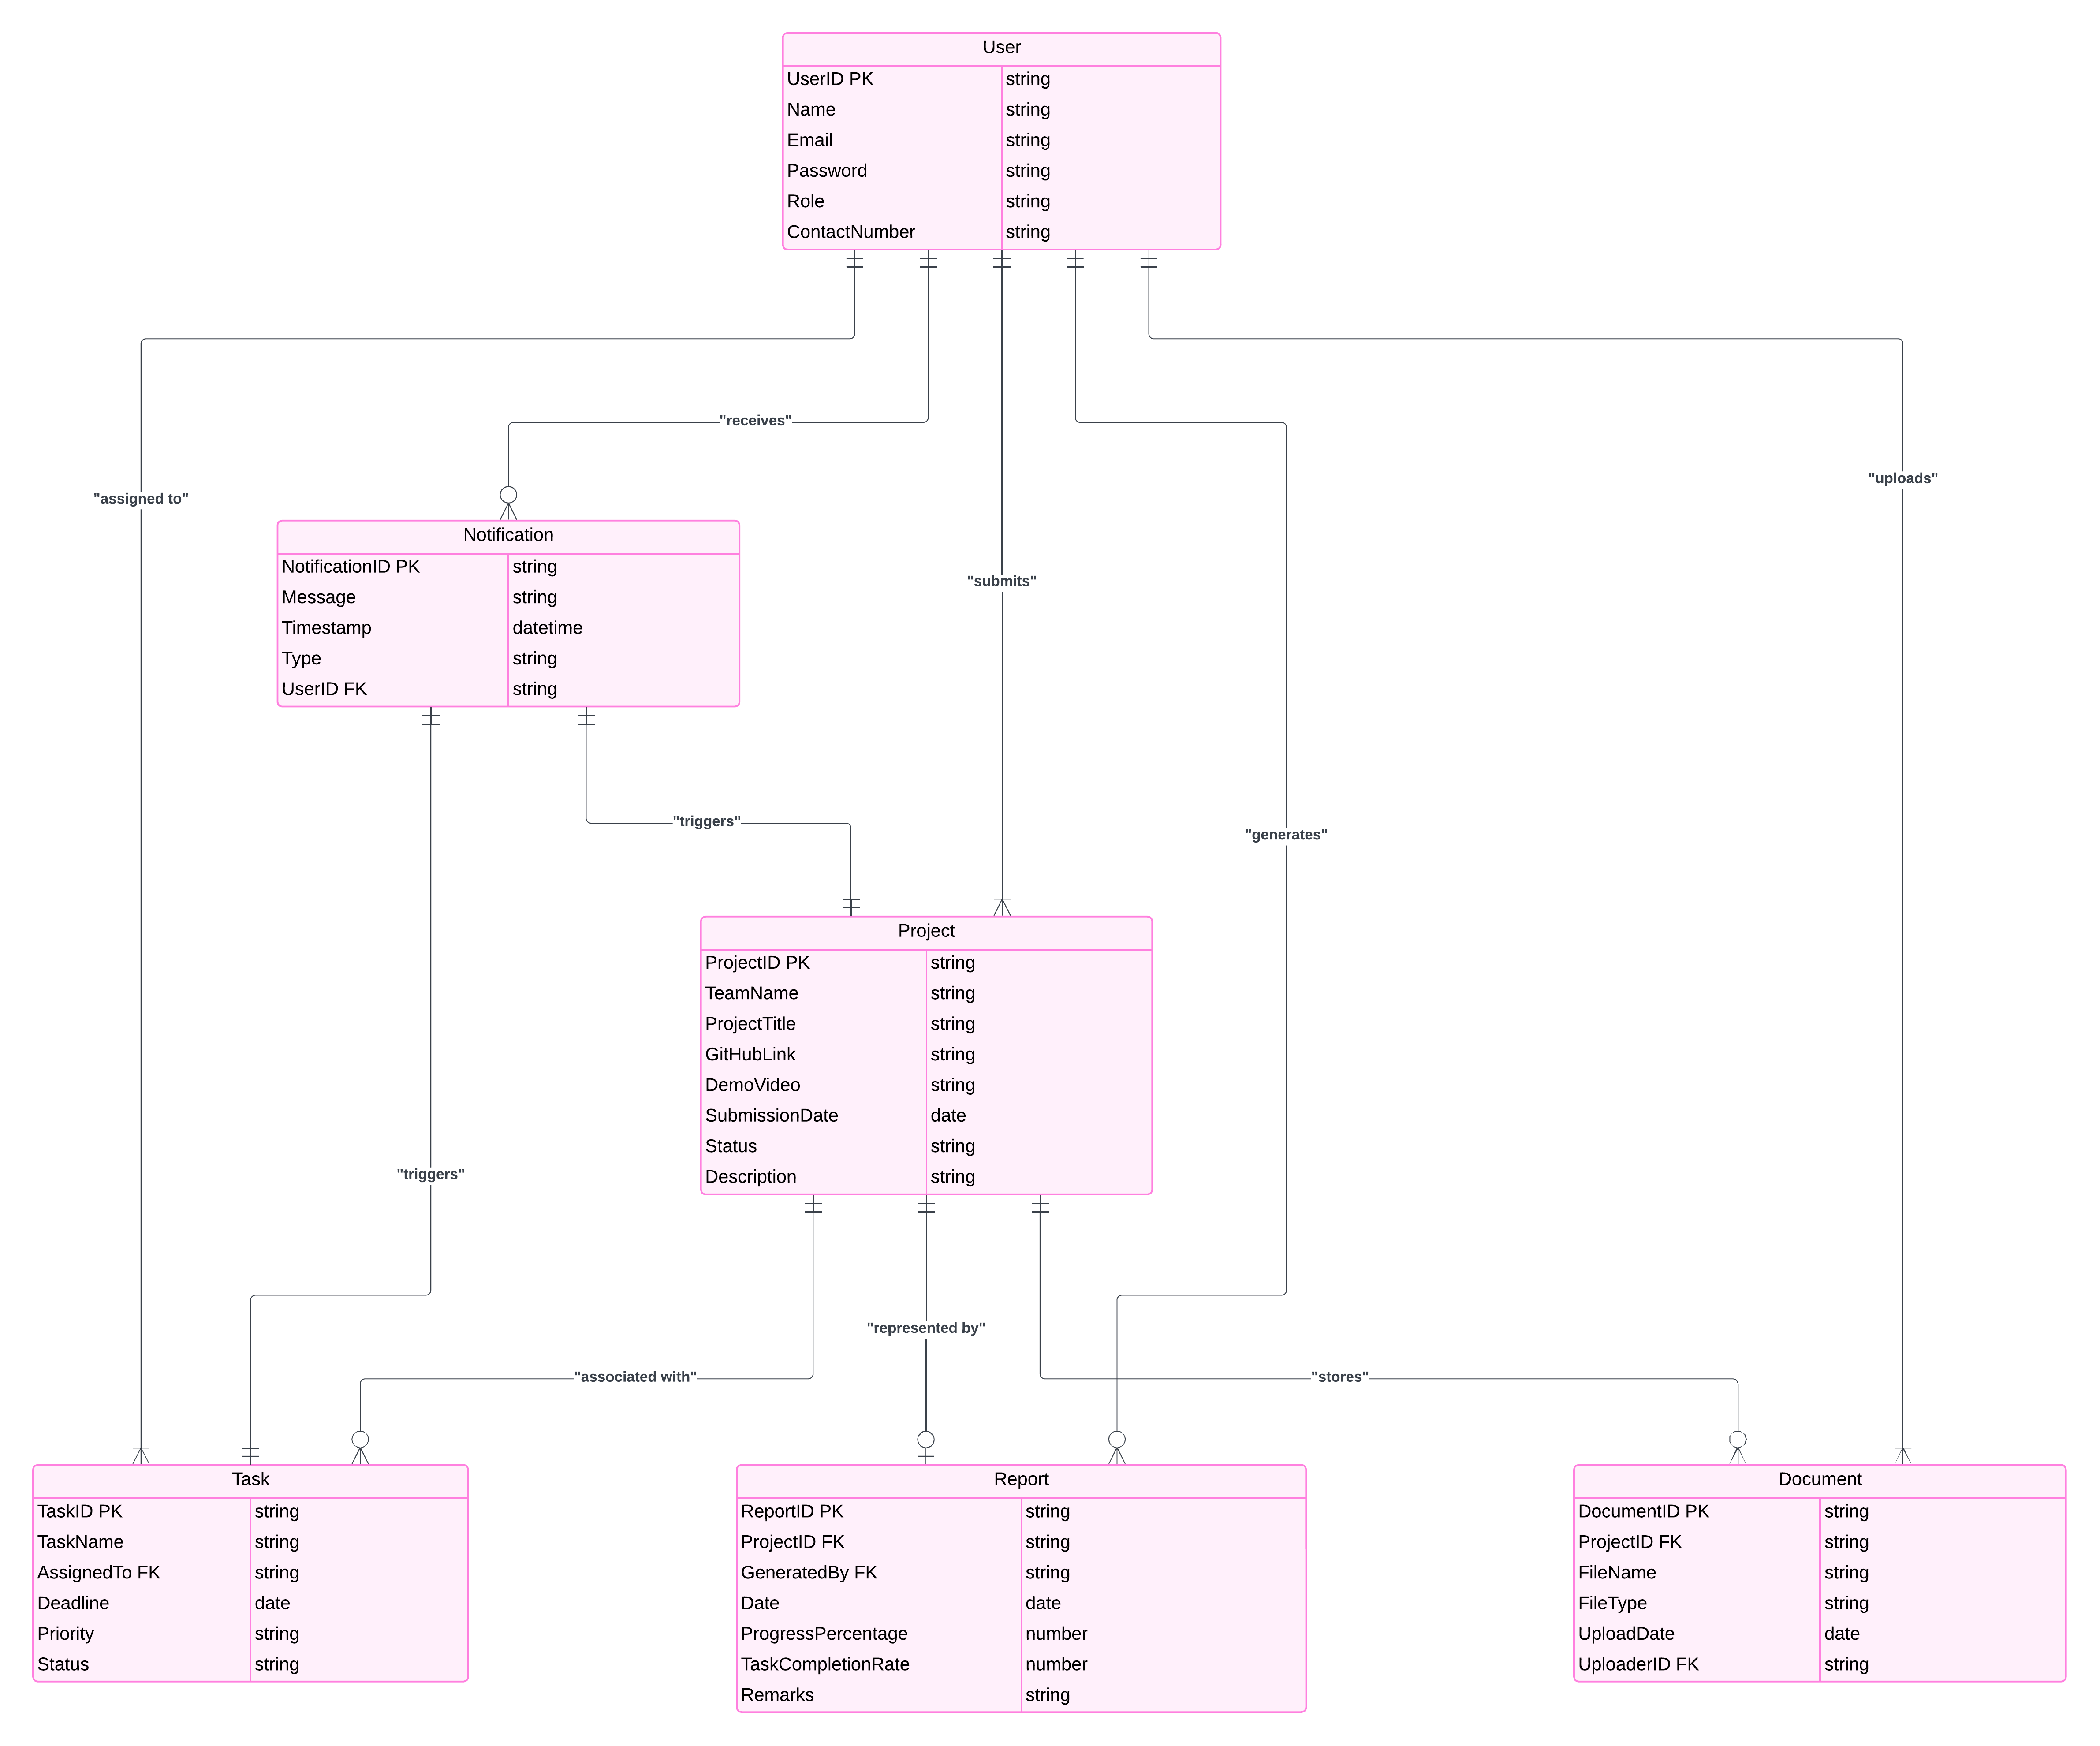 User
UserID PK string
Name string
Email string
Password string
Role string
ContactNumber string
"receives"
"uploads"
"assigned to"
Notification
NotificationID PK string
Message string
Timestamp datetime
Type string
UserID FK string
"submits"
"triggers"
"generates"
Project
ProjectID PK string
TeamName string
ProjectTitle string
GitHubLink string
DemoVideo string
SubmissionDate date
Status string
Description string
"triggers"
"represented by"
"associated with"
"stores"
Task
TaskID PK string
TaskName string
AssignedTo FK string
Deadline date
Priority string
Status string
Report
ReportID PK string
ProjectID FK string
GeneratedBy FK string
Date date
ProgressPercentage number
TaskCompletionRate number
Remarks string
Document
DocumentID PK string
ProjectID FK string
FileName string
FileType string
UploadDate date
UploaderID FK string